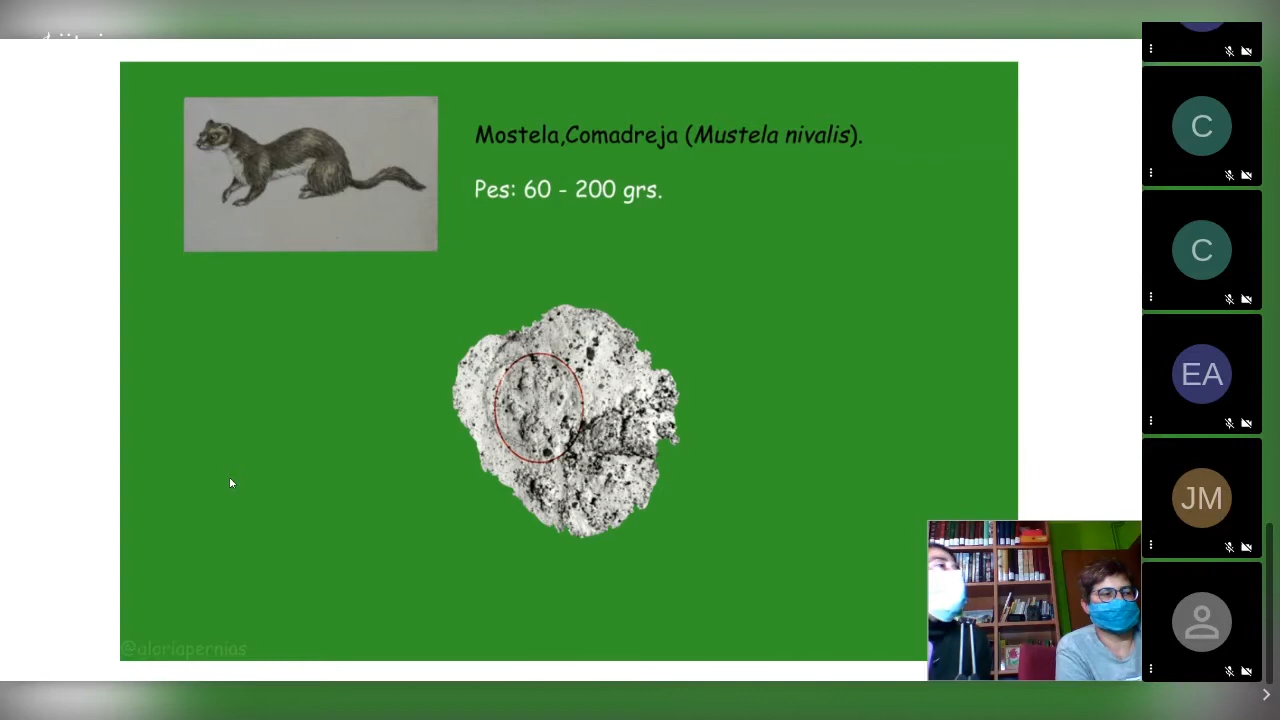 Mostela,Comadreja (Mustela nivalis).
Pes: 60 - 200 grs.
C
C
EA
JM
@gloriapernias